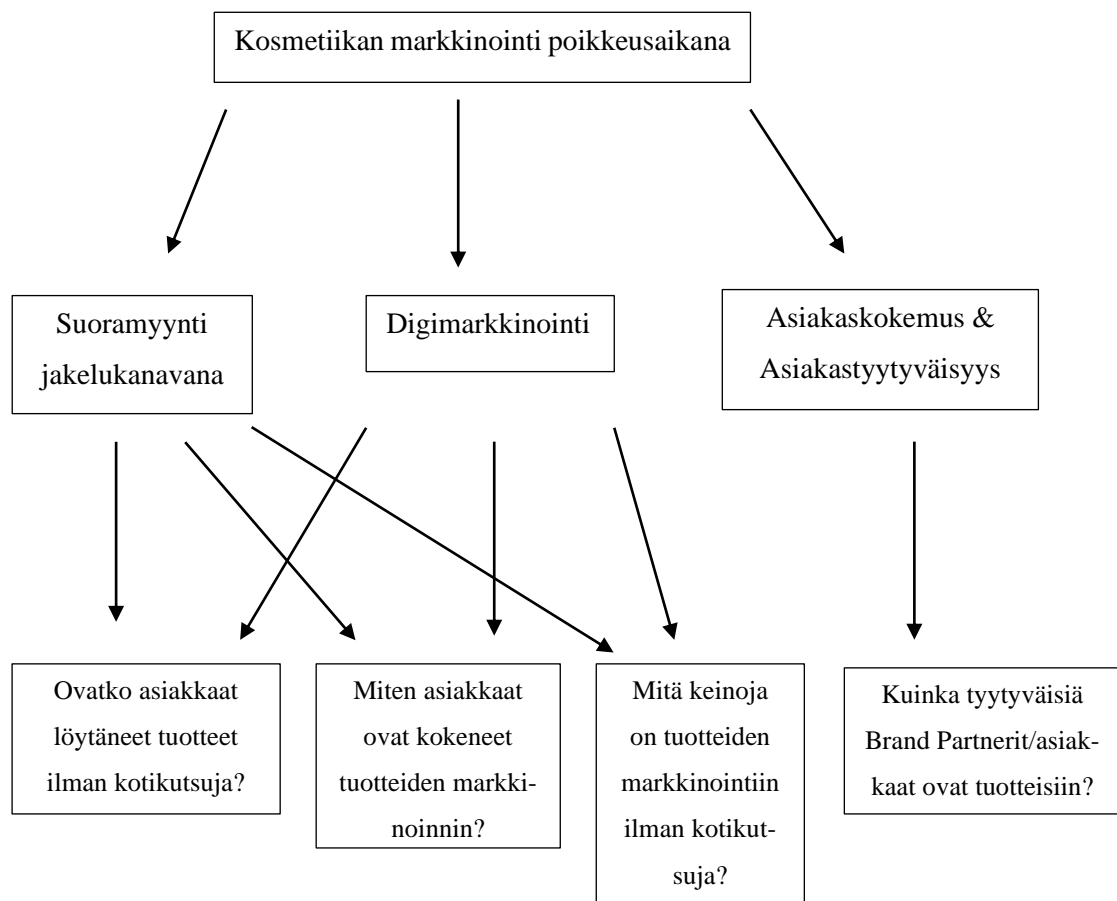 Kosmetiikan markkinointi poikkeusaikana
Suoramyynti
jakelukanavana
Digimarkkinointi
Asiakaskokemus &
Asiakastyytyväisyys
Ovatko asiakkaat
löytäneet tuotteet
ilman kotikutsuja?
Miten asiakkaat
ovat kokeneet
tuotteiden markki-
noinnin?
Mitä keinoja
on tuotteiden
markkinointiin
ilman kotikut-
suja?
Kuinka tyytyväisiä
Brand Partnerit/asiak-
kaat ovat tuotteisiin?